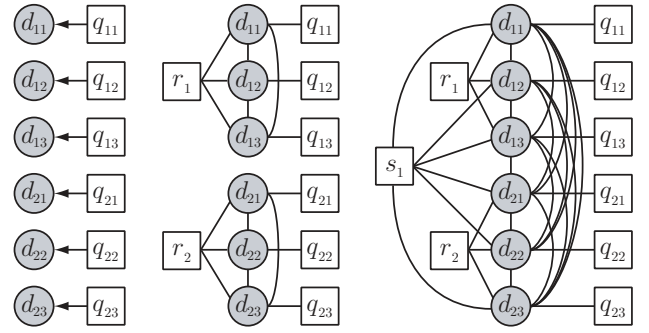 d₁₁ q₁₁ d₁₁ q₁₁ d₁₁ q₁₁
d₁₂ q₁₂ r₁ d₁₂ q₁₂ r₁ d₁₂ q₁₂
d₁₃ q₁₃ d₁₃ q₁₃ d₁₃ q₁₃
s₁
d₂₁ q₂₁ d₂₁ q₂₁ d₂₁ q₂₁
d₂₂ q₂₂ r₂ d₂₂ q₂₂ r₂ d₂₂ q₂₂
d₂₃ q₂₃ d₂₃ q₂₃ d₂₃ q₂₃